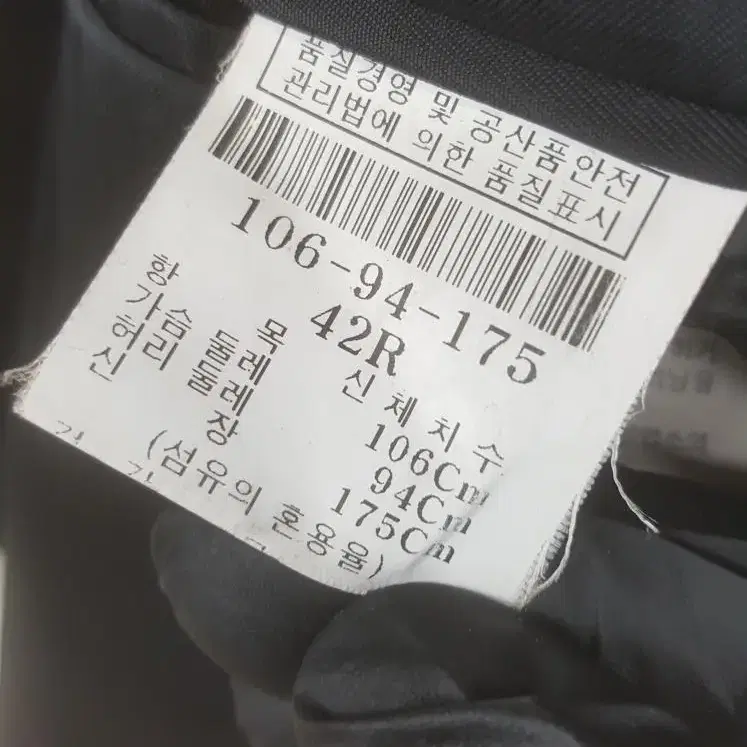 품질경영 및 공산품안전
관리법에 의한 품질표시
106-94-175
42R
항 목 신체치수
가슴둘레 106Cm
허리둘레 94Cm
신 장 175Cm
(섬유의 혼용율)